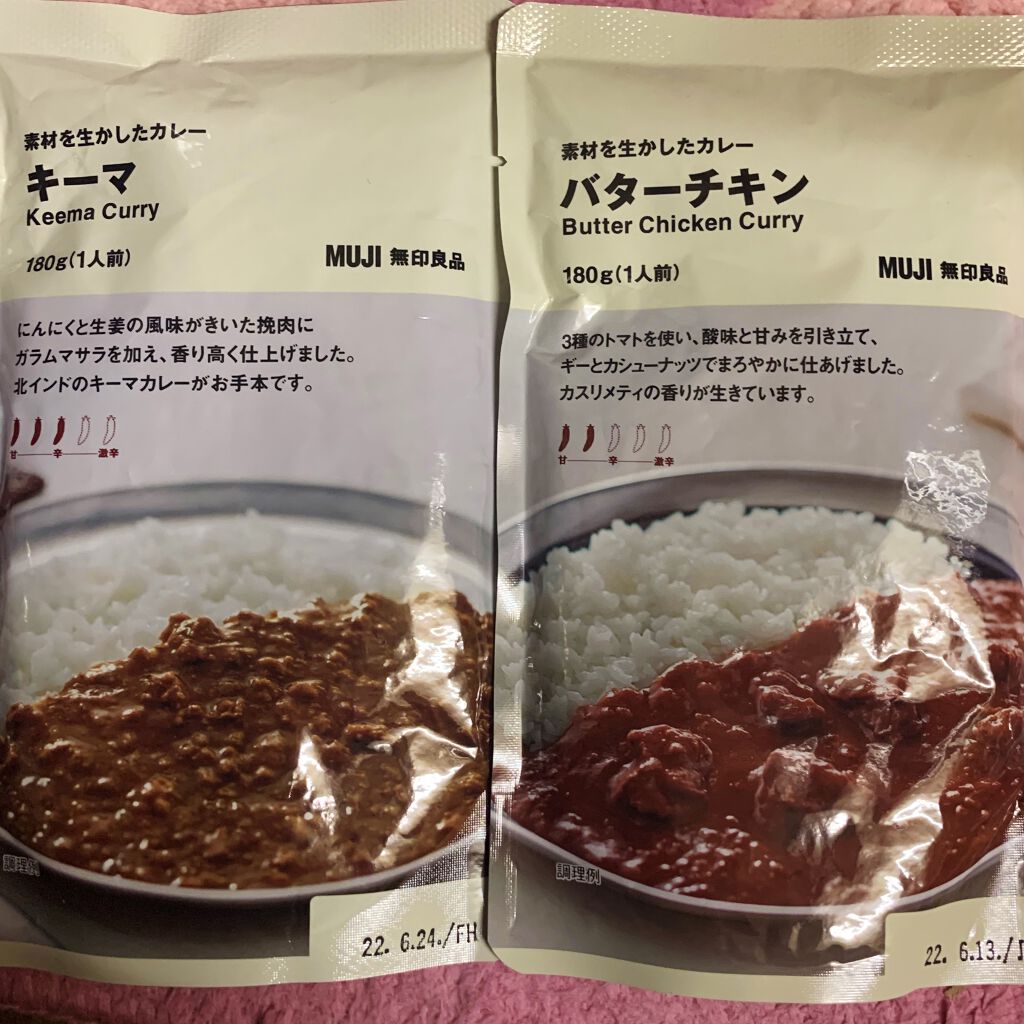 素材を生かしたカレー
キーマ
Keema Curry
180g(1人前)
MUJI 無印良品
にんにくと生姜の風味がきいた挽肉に
ガラムマサラを加え、香り高く仕上げました。
北インドのキーマカレーがお手本です。
甘 辛 激辛
調理例
22. 6.24./FH
素材を生かしたカレー
バターチキン
Butter Chicken Curry
180g(1人前)
MUJI 無印良品
3種のトマトを使い、酸味と甘みを引き立て、
ギーとカシューナッツでまろやかに仕あげました。
カスリメティの香りが生きています。
甘 辛 激辛
調理例
22. 6.13./